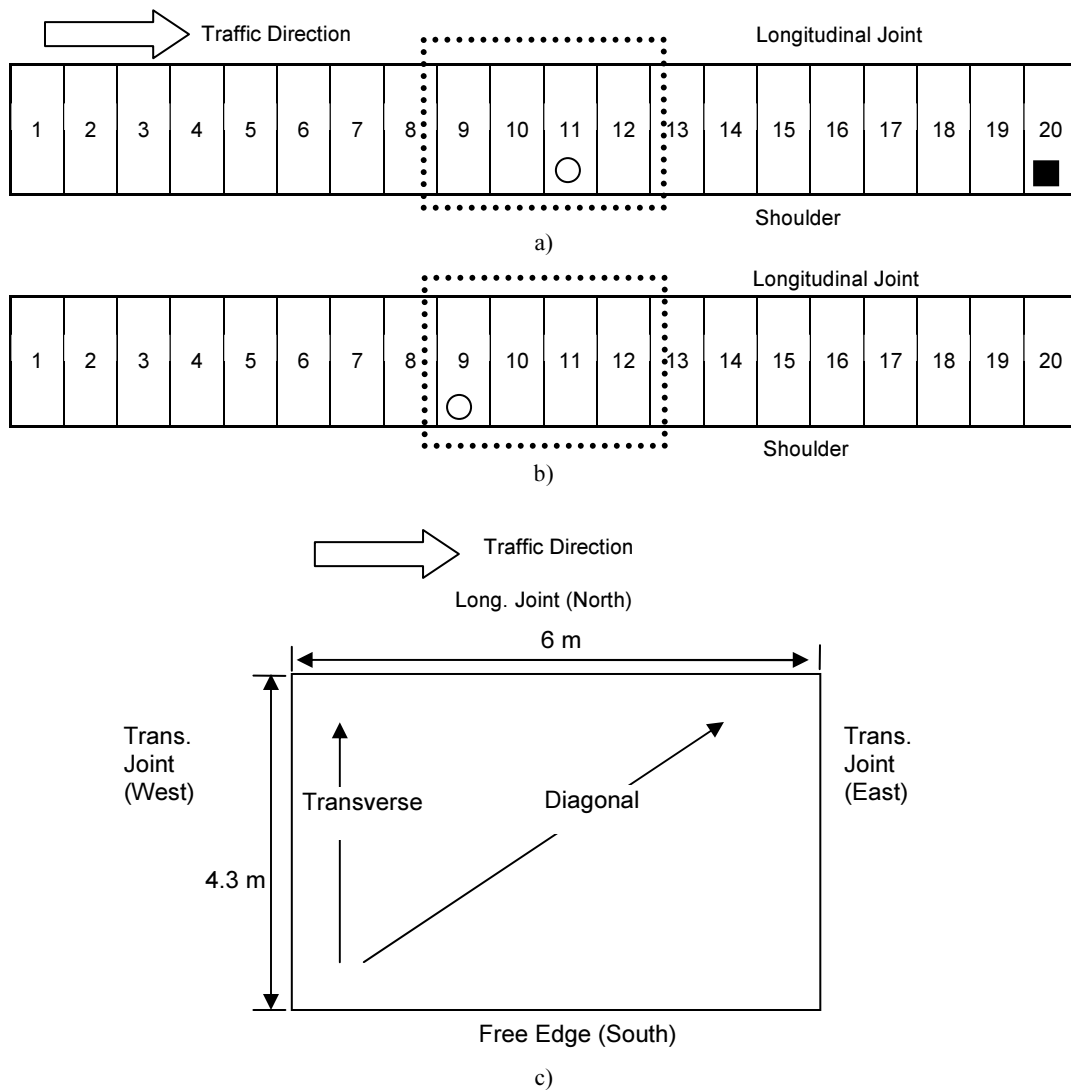 Traffic Direction
Longitudinal Joint
1 2 3 4 5 6 7 8 9 10 11 12 13 14 15 16 17 18 19 20
Shoulder
a)
Longitudinal Joint
1 2 3 4 5 6 7 8 9 10 11 12 13 14 15 16 17 18 19 20
Shoulder
b)
Traffic Direction
Long. Joint (North)
6 m
Trans.
Joint
(West)
Trans.
Joint
(East)
Transverse
Diagonal
4.3 m
Free Edge (South)
c)